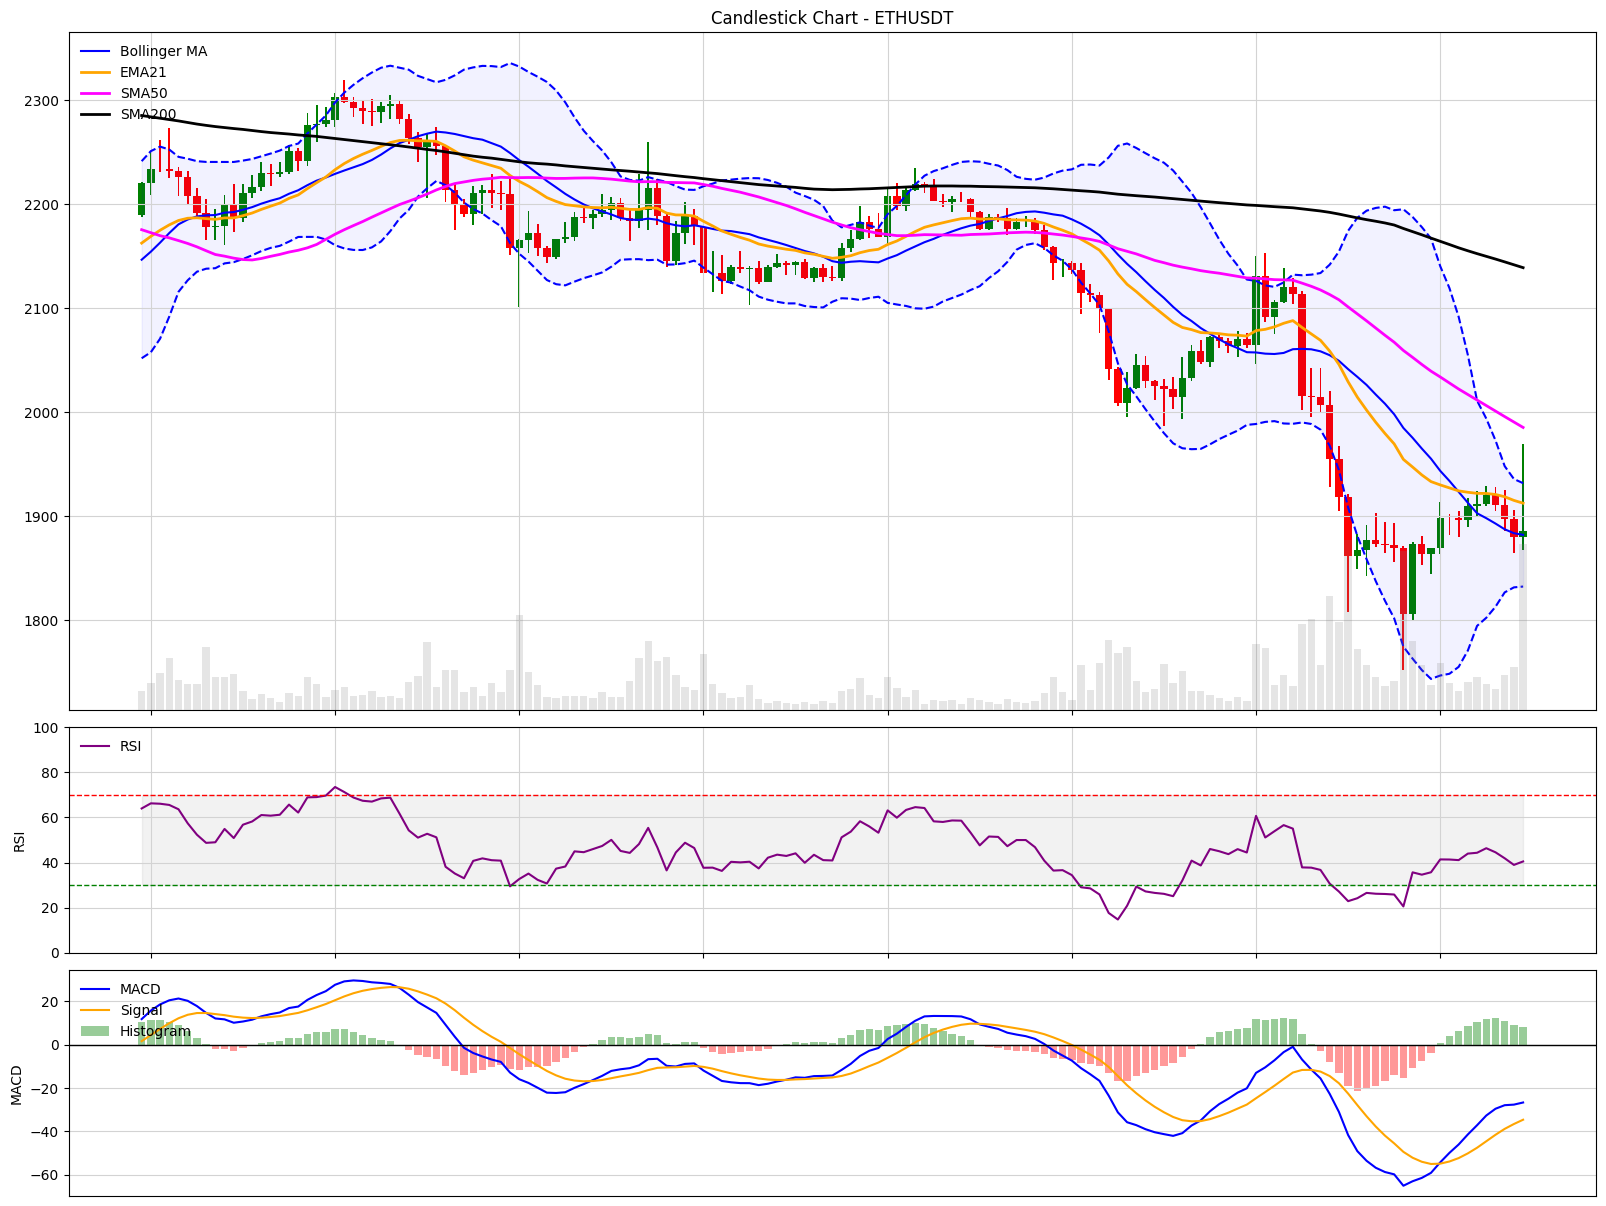 Candlestick Chart - ETHUSDT
Bollinger MA
EMA21
SMA50
SMA200
2300
2200
2100
2000
1900
1800
RSI
100
80
60
40
20
0
RSI
MACD
Signal
Histogram
20
0
−20
−40
−60
MACD